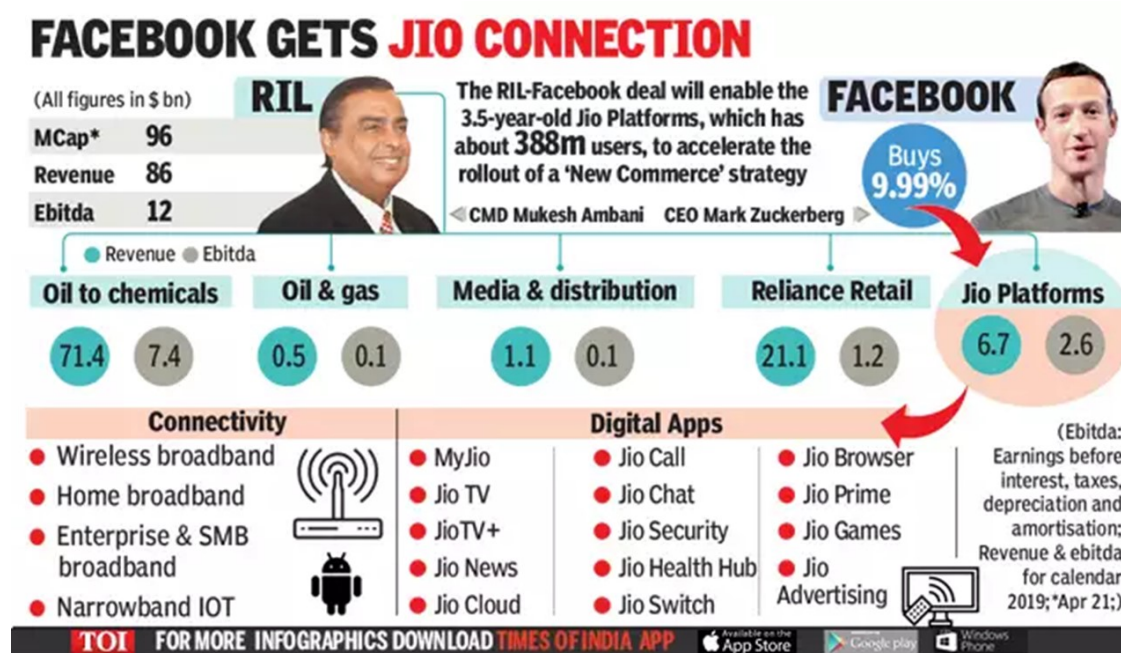 FACEBOOK GETS JIO CONNECTION
(All figures in $ bn)
RIL
MCap* 96
Revenue 86
Ebitda 12
The RIL-Facebook deal will enable the
3.5-year-old Jio Platforms, which has
about 388m users, to accelerate the
rollout of a ‘New Commerce’ strategy
CMD Mukesh Ambani CEO Mark Zuckerberg
FACEBOOK
Buys
9.99%
Revenue Ebitda
Oil to chemicals
71.4 7.4
Oil & gas
0.5 0.1
Media & distribution
1.1 0.1
Reliance Retail
21.1 1.2
Jio Platforms
6.7 2.6
Connectivity
Wireless broadband
Home broadband
Enterprise & SMB
broadband
Narrowband IOT
Digital Apps
MyJio
Jio TV
JioTV+
Jio News
Jio Cloud
Jio Call
Jio Chat
Jio Security
Jio Health Hub
Jio Switch
Jio Browser
Jio Prime
Jio Games
Jio
Advertising
(Ebitda:
Earnings before
interest, taxes,
depreciation and
amortisation;
Revenue & ebitda
for calendar
2019;*Apr 21;)
TOI FOR MORE INFOGRAPHICS DOWNLOAD TIMES OF INDIA APP
Available on the
App Store
Google play
Windows
Phone